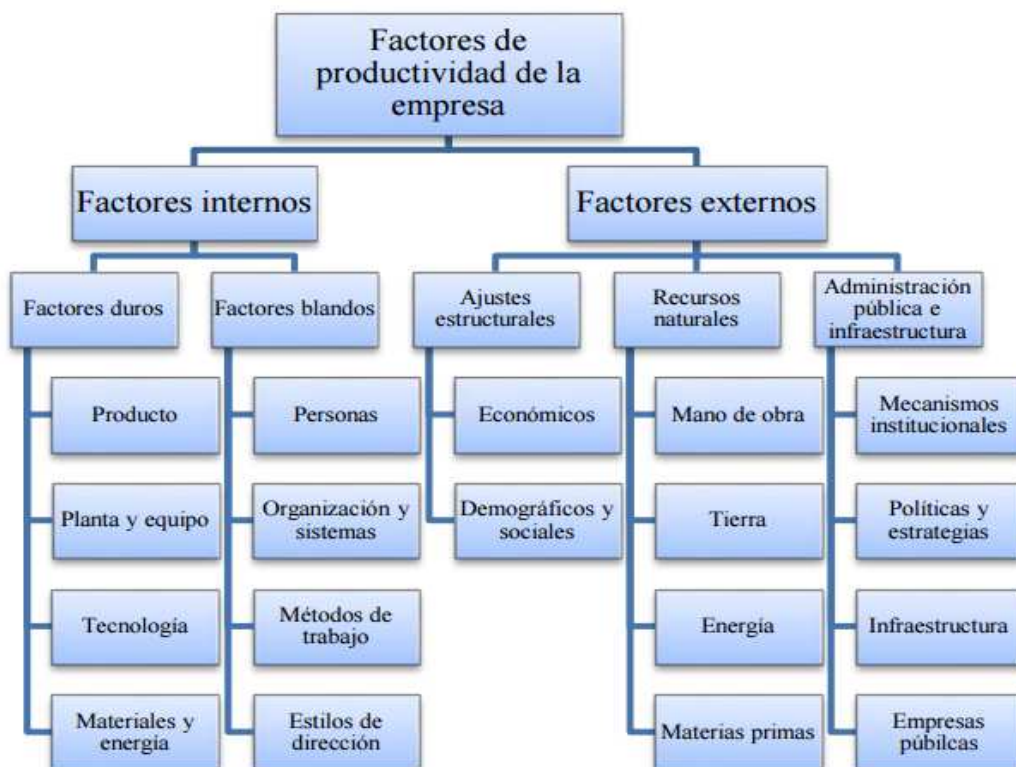 Factores de
productividad de la
empresa
Factores internos
Factores externos
Factores duros
Factores blandos
Ajustes
estructurales
Recursos
naturales
Administración
pública e
infraestructura
Producto
Personas
Económicos
Mano de obra
Mecanismos
institucionales
Planta y equipo
Organización y
sistemas
Demográficos y
sociales
Tierra
Políticas y
estrategias
Tecnología
Métodos de
trabajo
Energía
Infraestructura
Materiales y
energía
Estilos de
dirección
Materias primas
Empresas
púbilcas